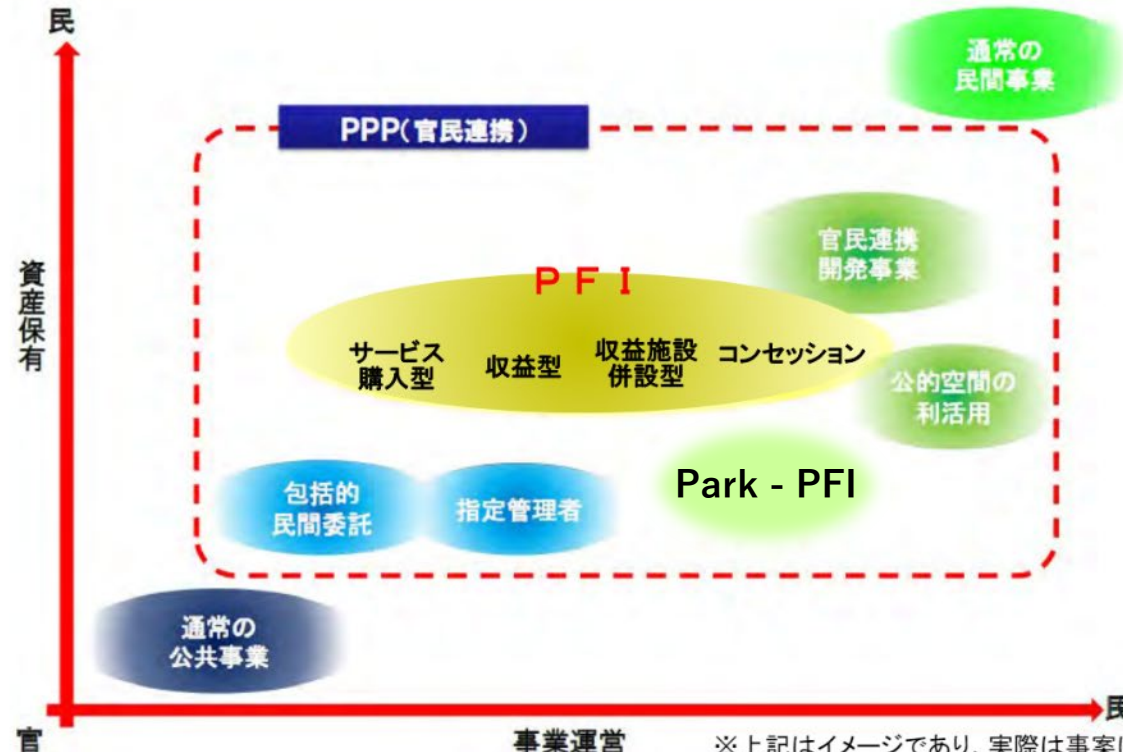 民
通常の
民間事業
PPP(官民連携)
官民連携
開発事業
資産保有
PFI
サービス
購入型
収益型
収益施設
併設型
コンセッション
公的空間の
利活用
Park - PFI
包括的
民間委託
指定管理者
通常の
公共事業
民
官
事業運営
※上記はイメージであり、実際は事案に